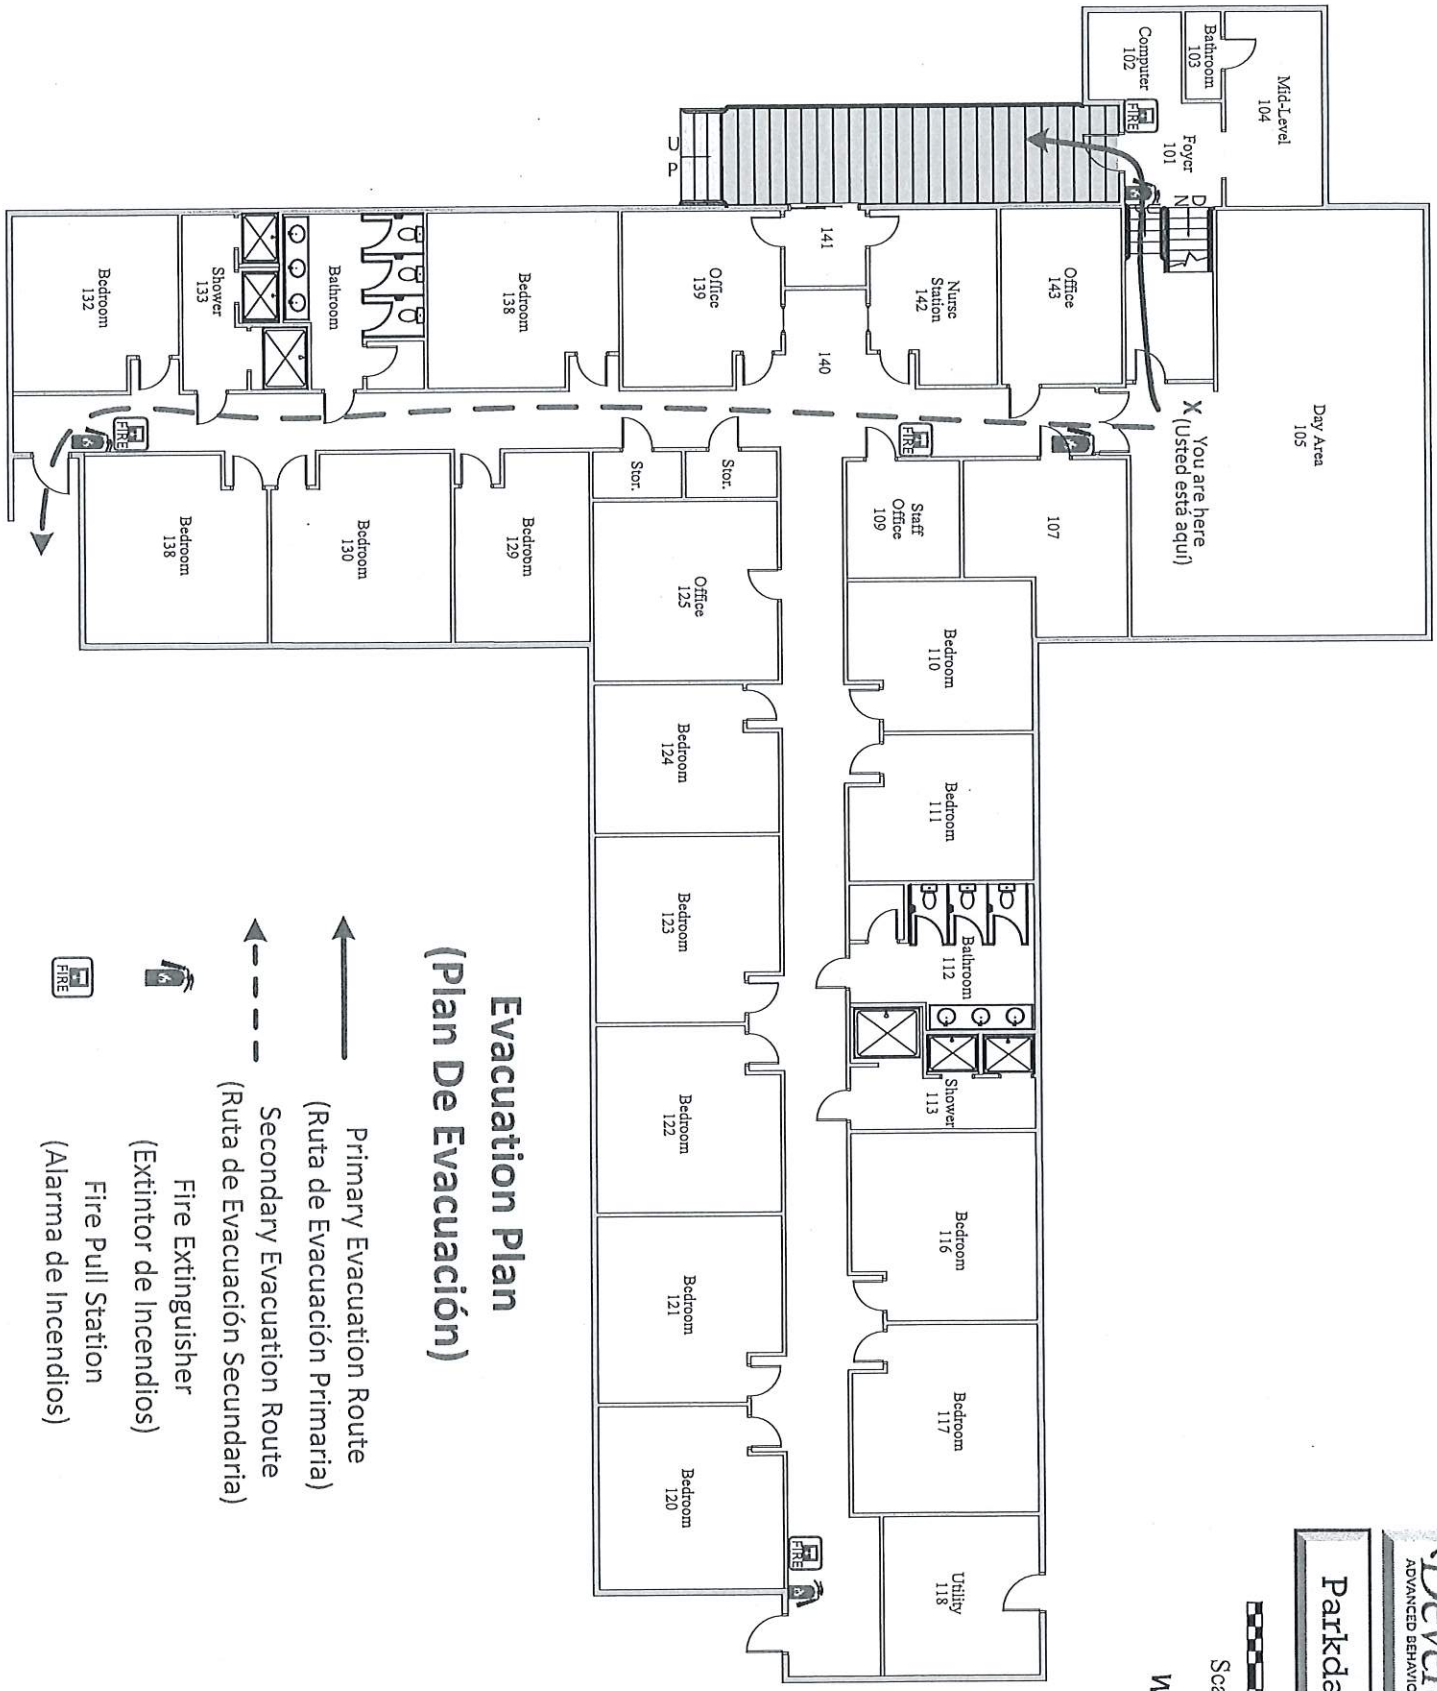 ADVANCED BEHAVIO
Parkda
Sca
Mid-Level
104
Bathroom
103
Computer
102
Foyer
101
FIRE
DN
UP
Day Area
105
X You are here
(Usted está aquí)
Office
143
Nurse
Station
142
141
140
Office
139
Bedroom
138
Bathroom
Shower
133
Bedroom
132
107
Staff
Office
109
FIRE
Stor.
Stor.
FIRE
Bedroom
129
Bedroom
130
Bedroom
138
Office
125
Bedroom
110
Bedroom
111
Bathroom
112
Shower
113
Bedroom
116
Bedroom
117
Utility
118
Bedroom
124
Bedroom
123
Bedroom
122
Bedroom
121
Bedroom
120
FIRE
Evacuation Plan
(Plan De Evacuación)
Primary Evacuation Route
(Ruta de Evacuación Primaria)
Secondary Evacuation Route
(Ruta de Evacuación Secundaria)
Fire Extinguisher
(Extintor de Incendios)
FIRE
Fire Pull Station
(Alarma de Incendios)